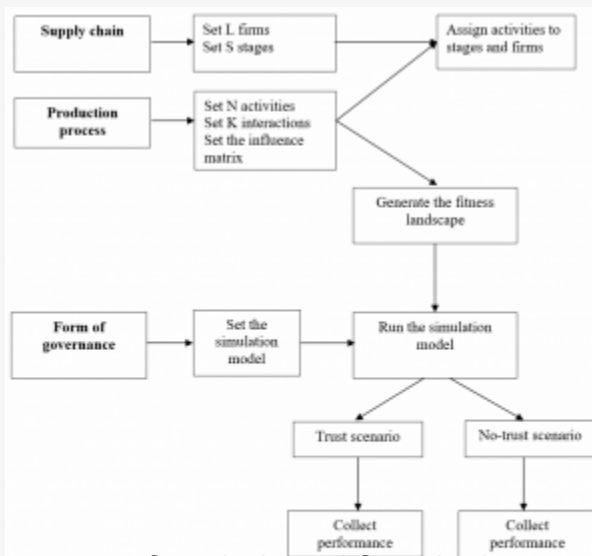 Supply chain
Set L firms
Set S stages
Assign activities to
stages and firms
Production
process
Set N activities
Set K interactions
Set the influence
matrix
Generate the fitness
landscape
Form of
governance
Set the
simulation
model
Run the simulation
model
Trust scenario
No-trust scenario
Collect
performance
Collect
performance